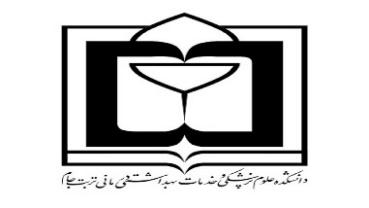 دانشکده علوم پزشکی و خدمات بهداشتی درمانی تربت جام